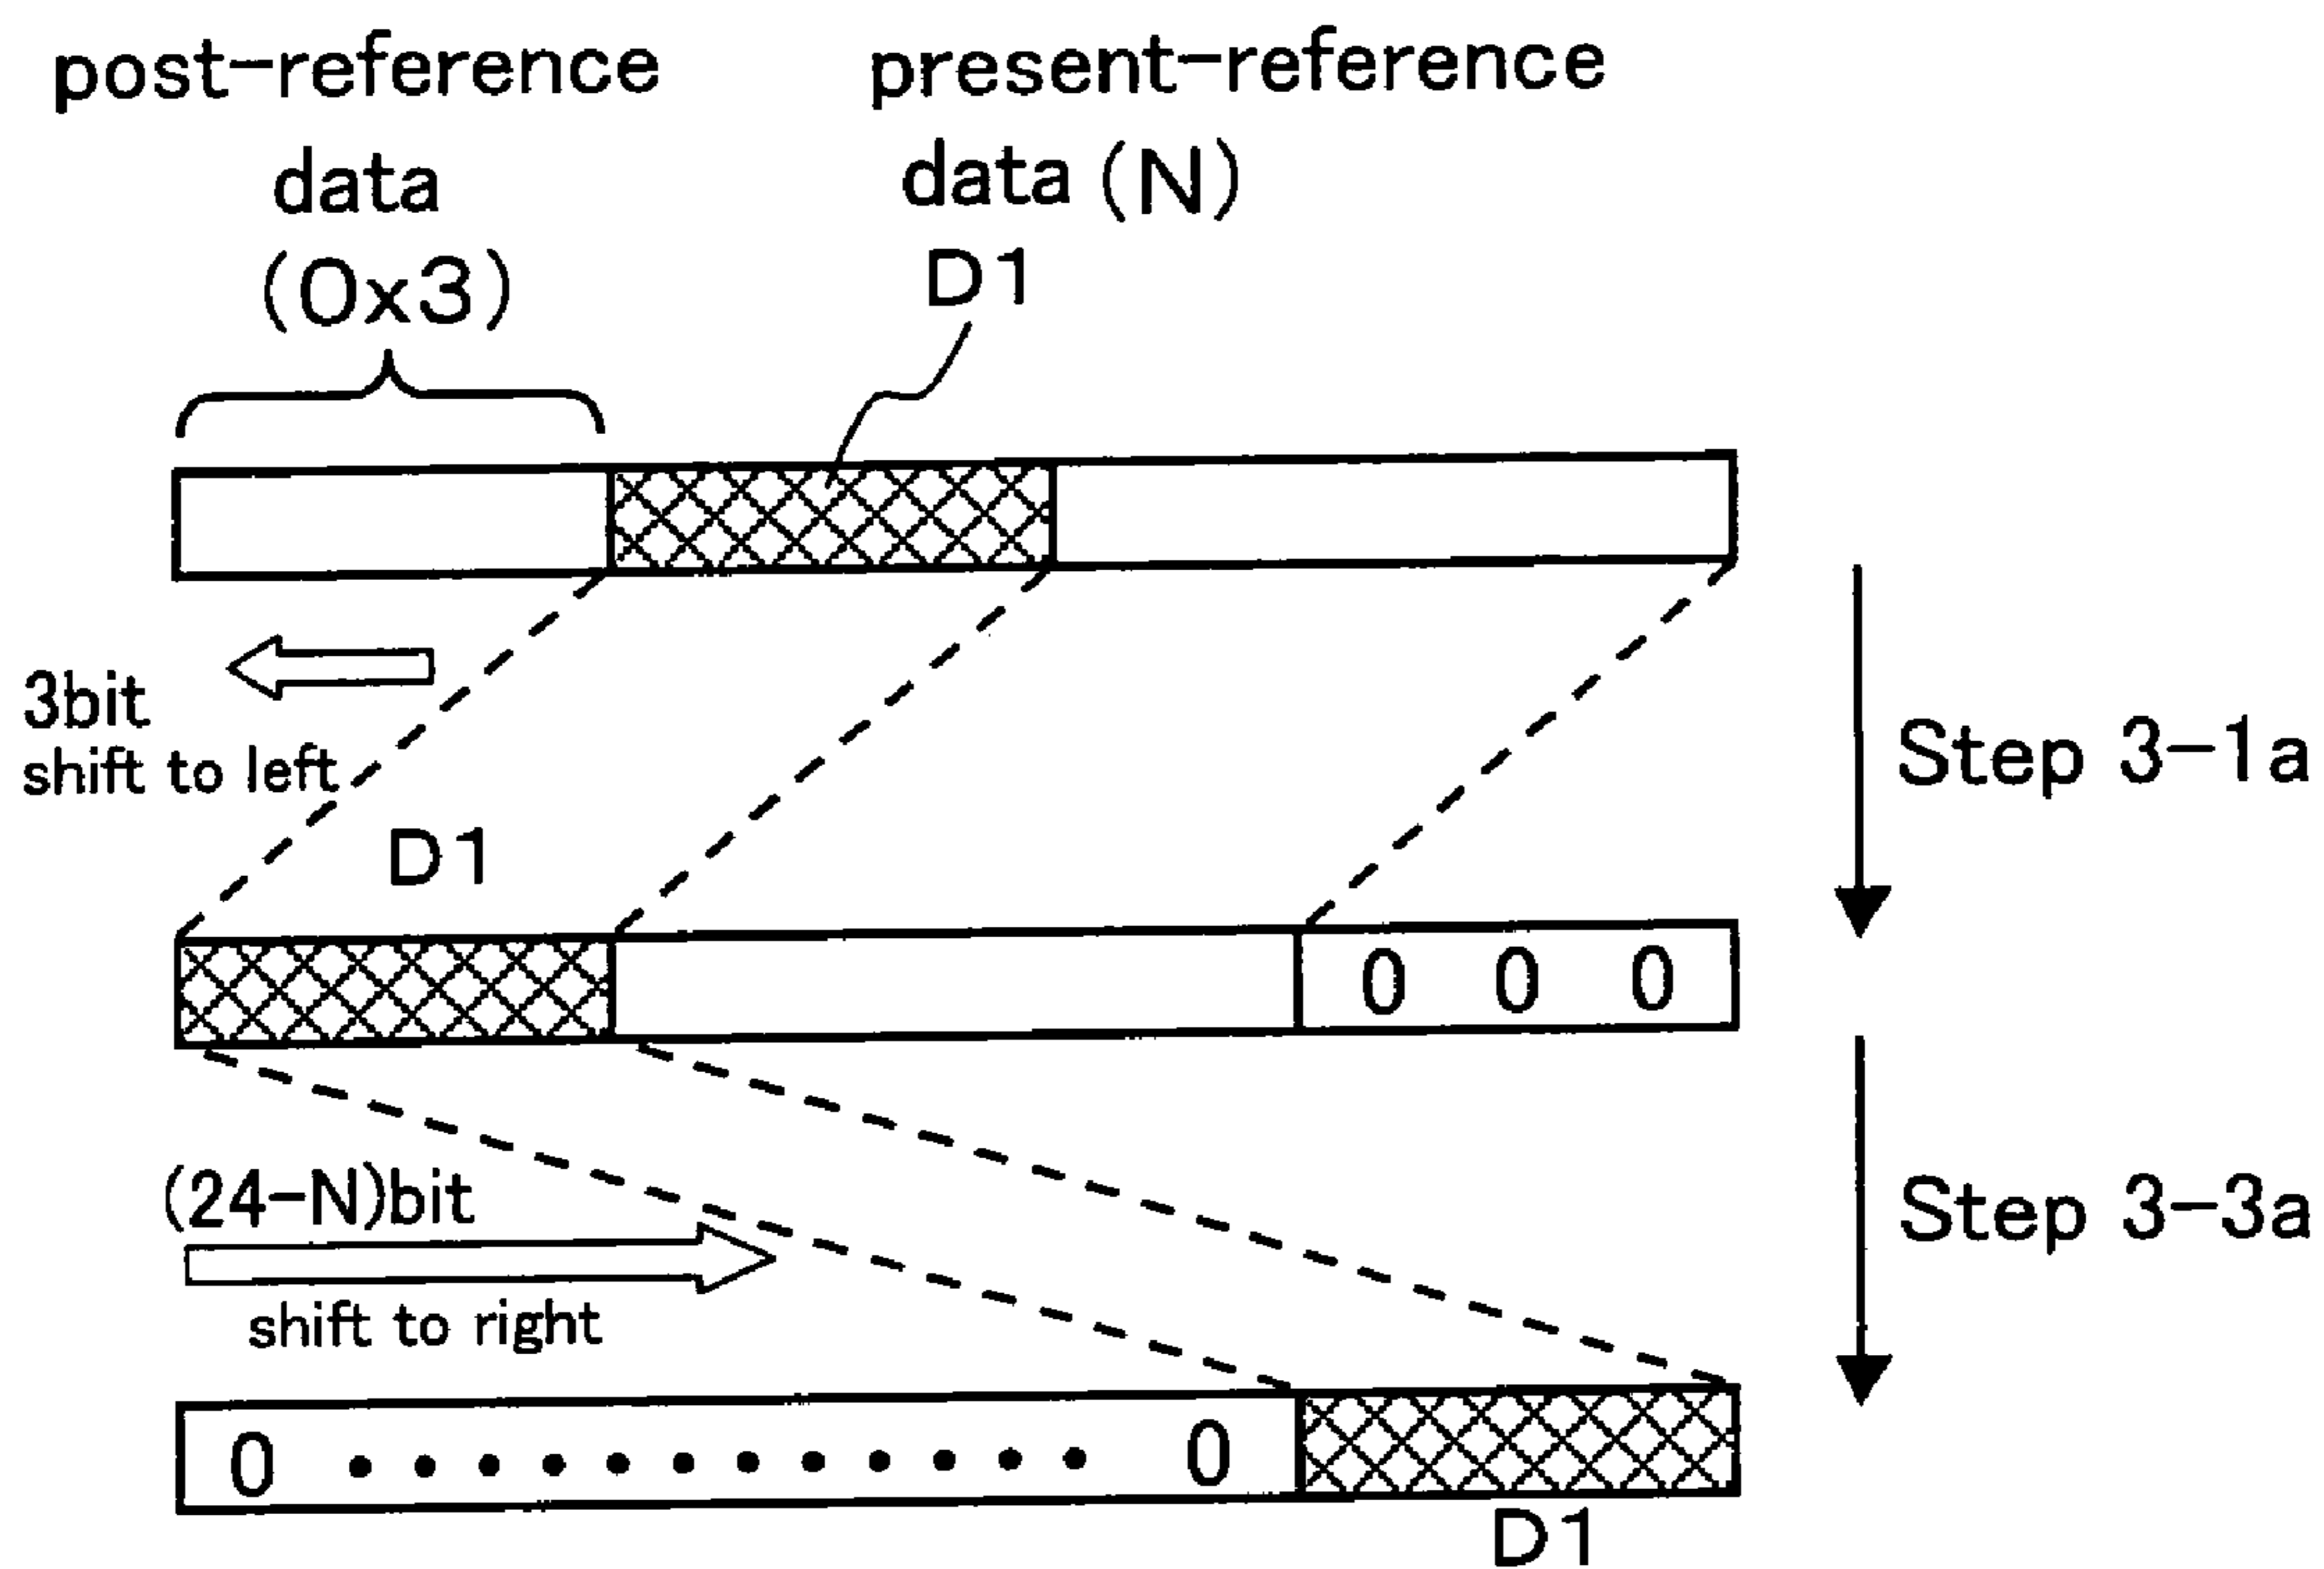 post-reference
data
(0x3)
present-reference
data (N)
D1
3bit
shift to left
Step 3-1a
D1
0 0 0
(24-N)bit
shift to right
Step 3-3a
0 • • • • • • • • • • • • 0
D1